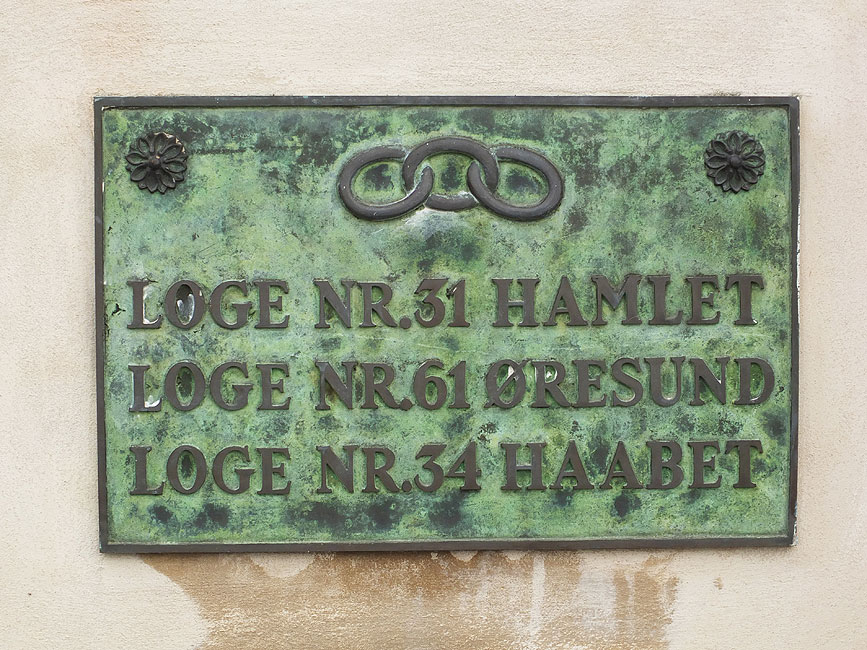 LOGE NR.31 HAMLET
LOGE NR.61 ØRESUND
LOGE NR.34 HAABET